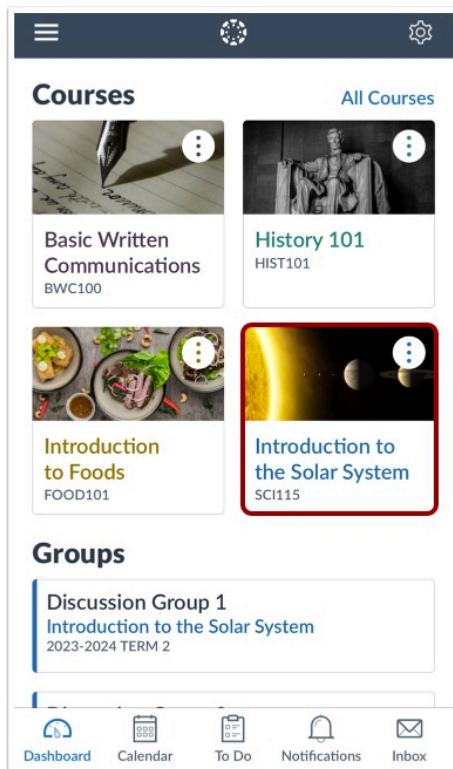 Courses
All Courses
Basic Written
Communications
BWC100
History 101
HIST101
Introduction
to Foods
FOOD101
Introduction to
the Solar System
SCI115
Groups
Discussion Group 1
Introduction to the Solar System
2023-2024 TERM 2
Dashboard
Calendar
To Do
Notifications
Inbox